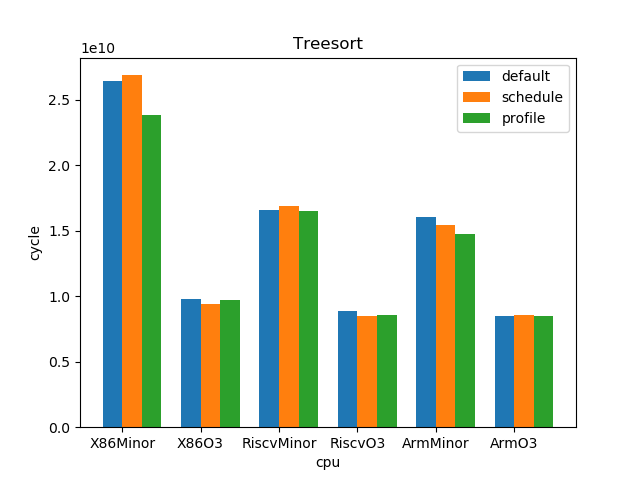 Treesort
1e10
2.5
2.0
1.5
1.0
0.5
0.0
cycle
default
schedule
profile
X86Minor X86O3 RiscvMinor RiscvO3 ArmMinor ArmO3
cpu